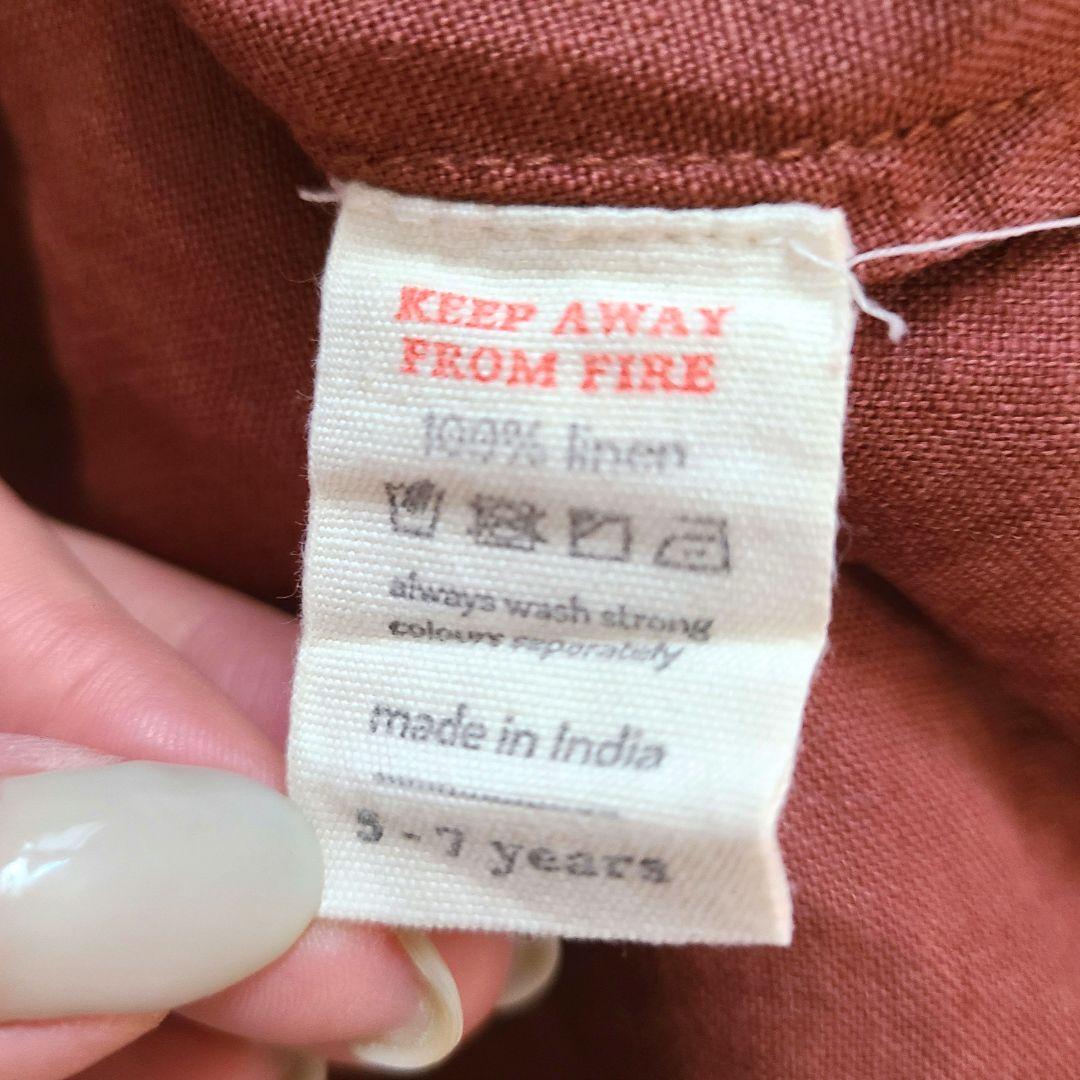 KEEP AWAY
FROM FIRE
100% linen
always wash strong
colours separately
made in India
5 - 7 years